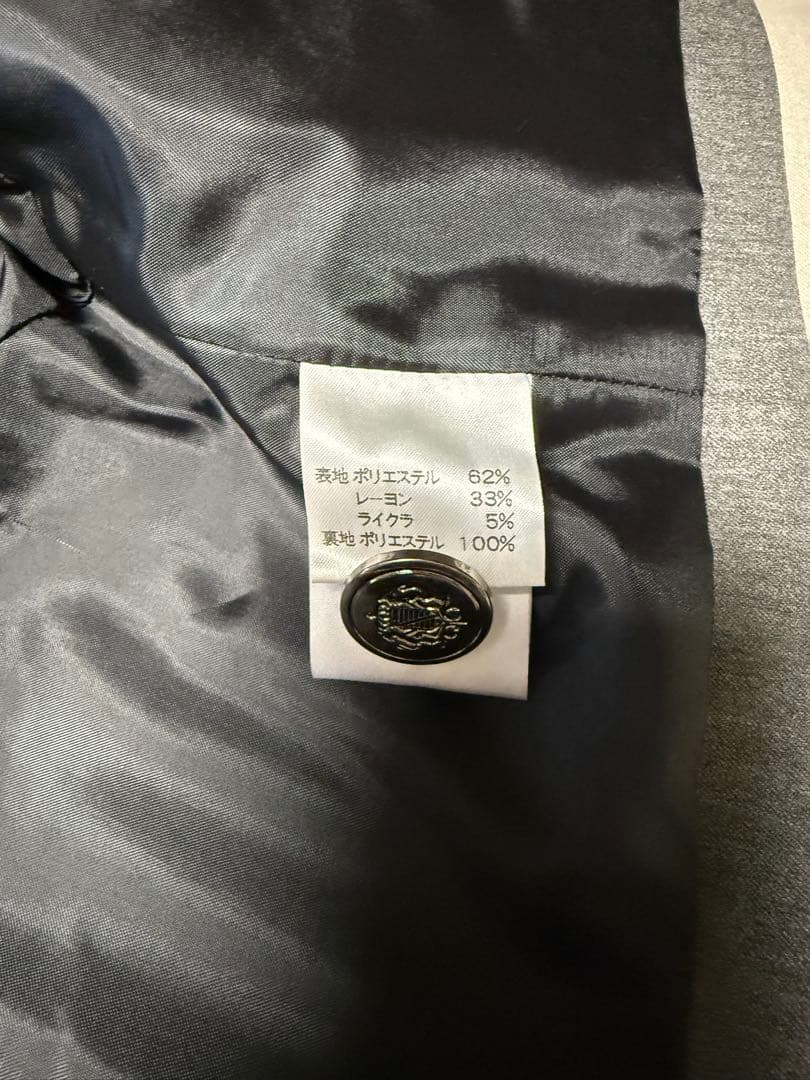 表地 ポリエステル 62%
レーヨン 33%
ライクラ 5%
裏地 ポリエステル 100%